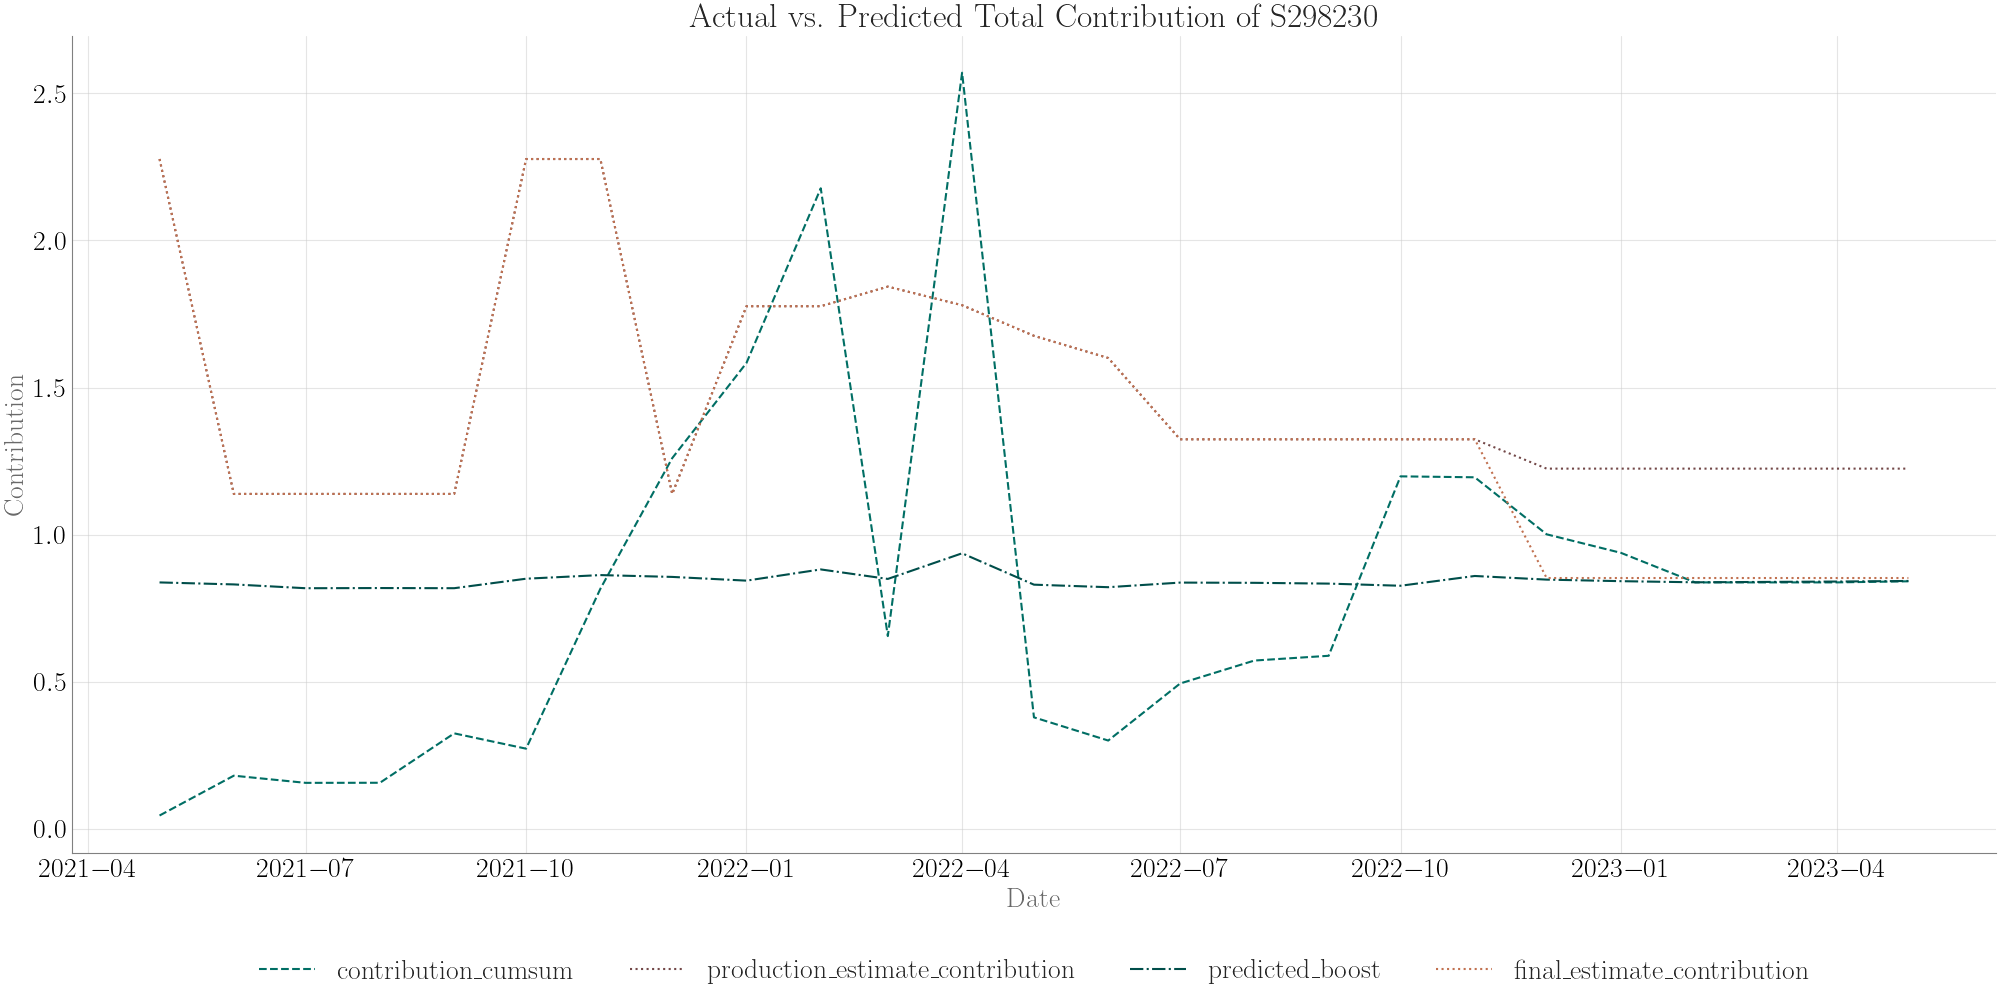 Actual vs. Predicted Total Contribution of S298230
2.5
2.0
1.5
1.0
0.5
0.0
Contribution
2021−04 2021−07 2021−10 2022−01 2022−04 2022−07 2022−10 2023−01 2023−04
Date
contribution_cumsum production_estimate_contribution predicted_boost final_estimate_contribution